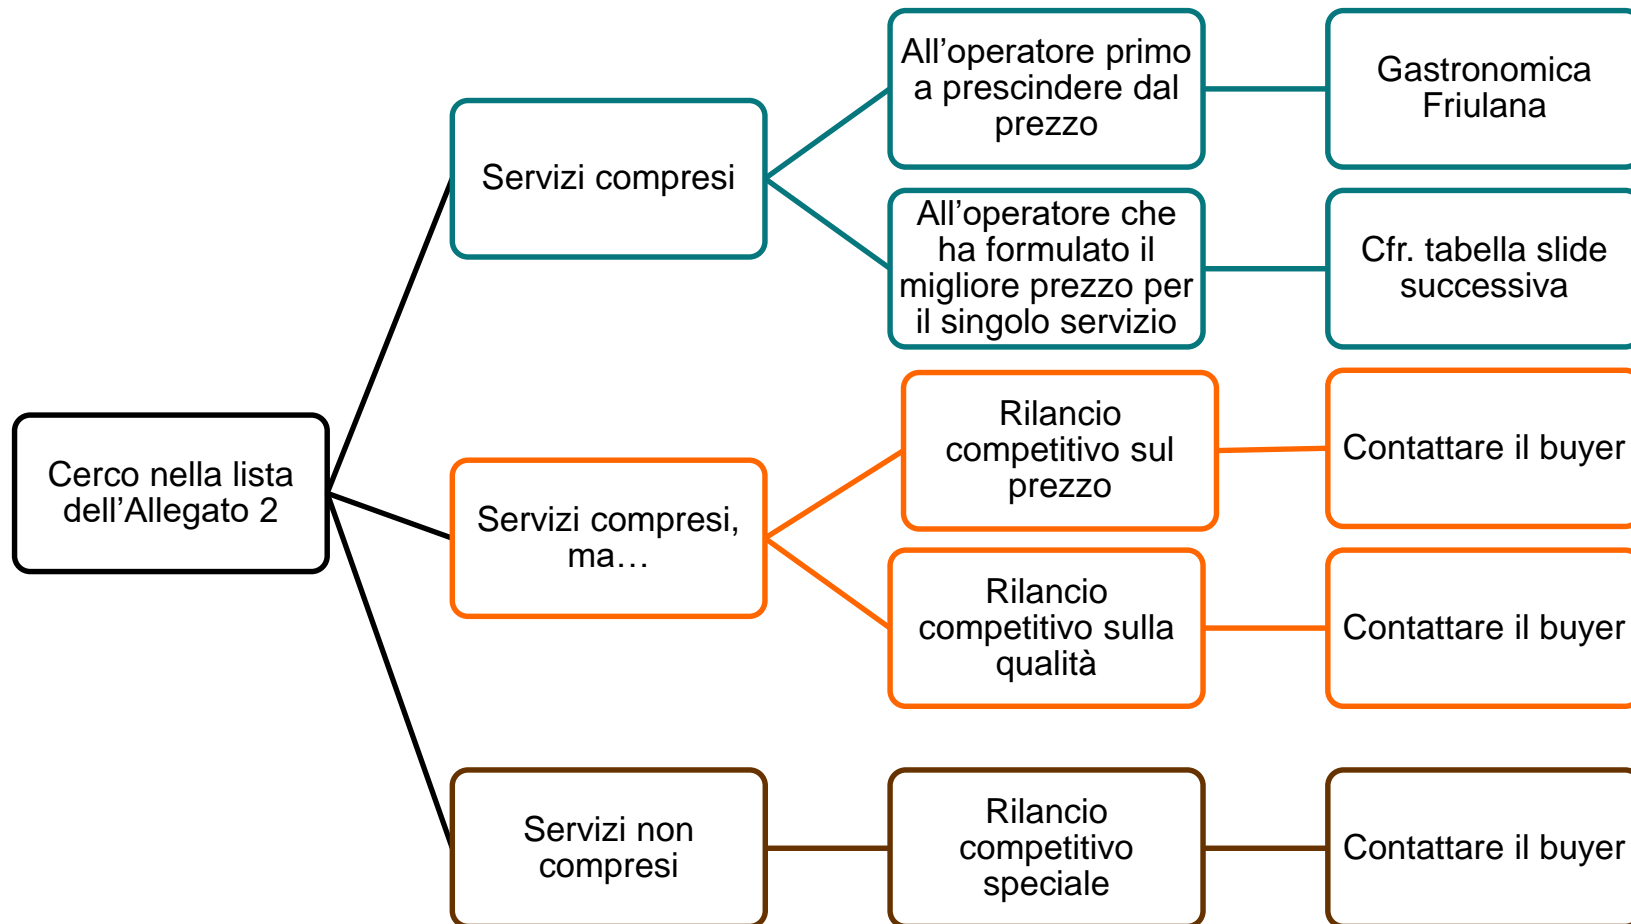 Cerco nella lista
dell’Allegato 2
Servizi compresi
All’operatore primo
a prescindere dal
prezzo
Gastronomica
Friulana
All’operatore che
ha formulato il
migliore prezzo per
il singolo servizio
Cfr. tabella slide
successiva
Servizi compresi,
ma…
Rilancio
competitivo sul
prezzo
Contattare il buyer
Rilancio
competitivo sulla
qualità
Contattare il buyer
Servizi non
compresi
Rilancio
competitivo
speciale
Contattare il buyer